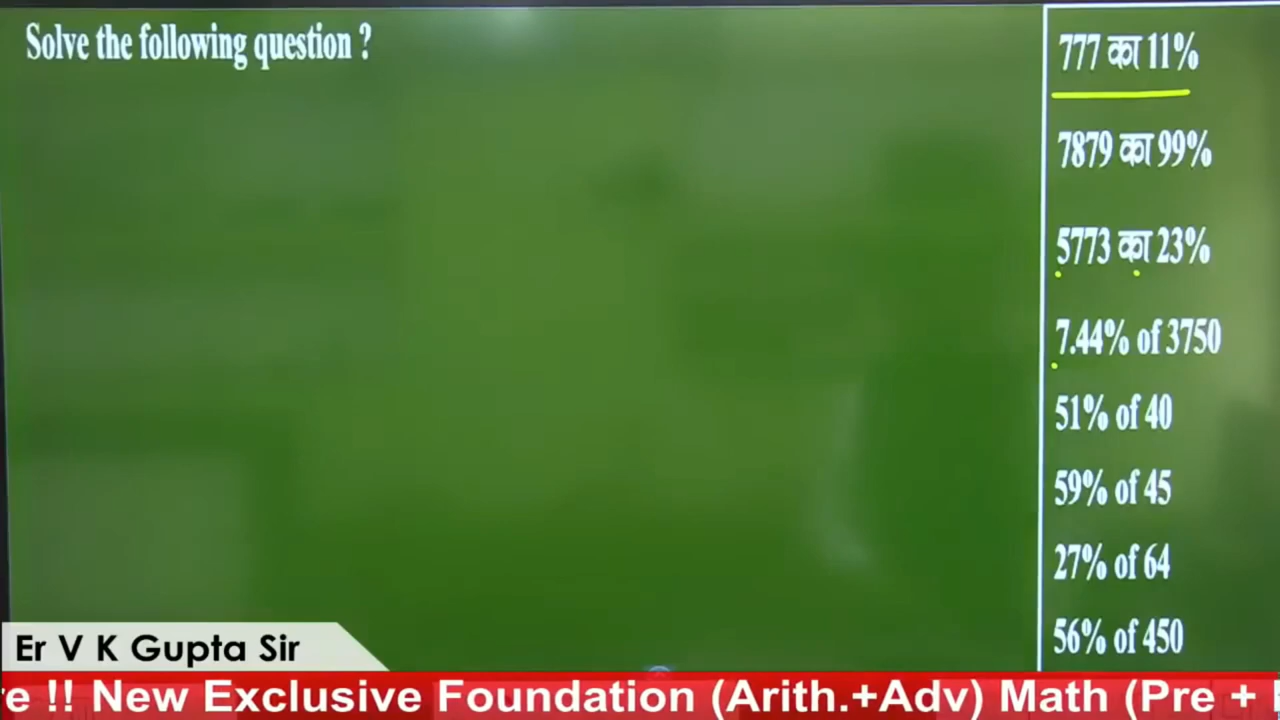 Solve the following question ?
777 का 11%
7879 का 99%
5773 का 23%
7.44% of 3750
51% of 40
59% of 45
27% of 64
56% of 450
Er V K Gupta Sir
e !! New Exclusive Foundation (Arith.+Adv) Math (Pre +